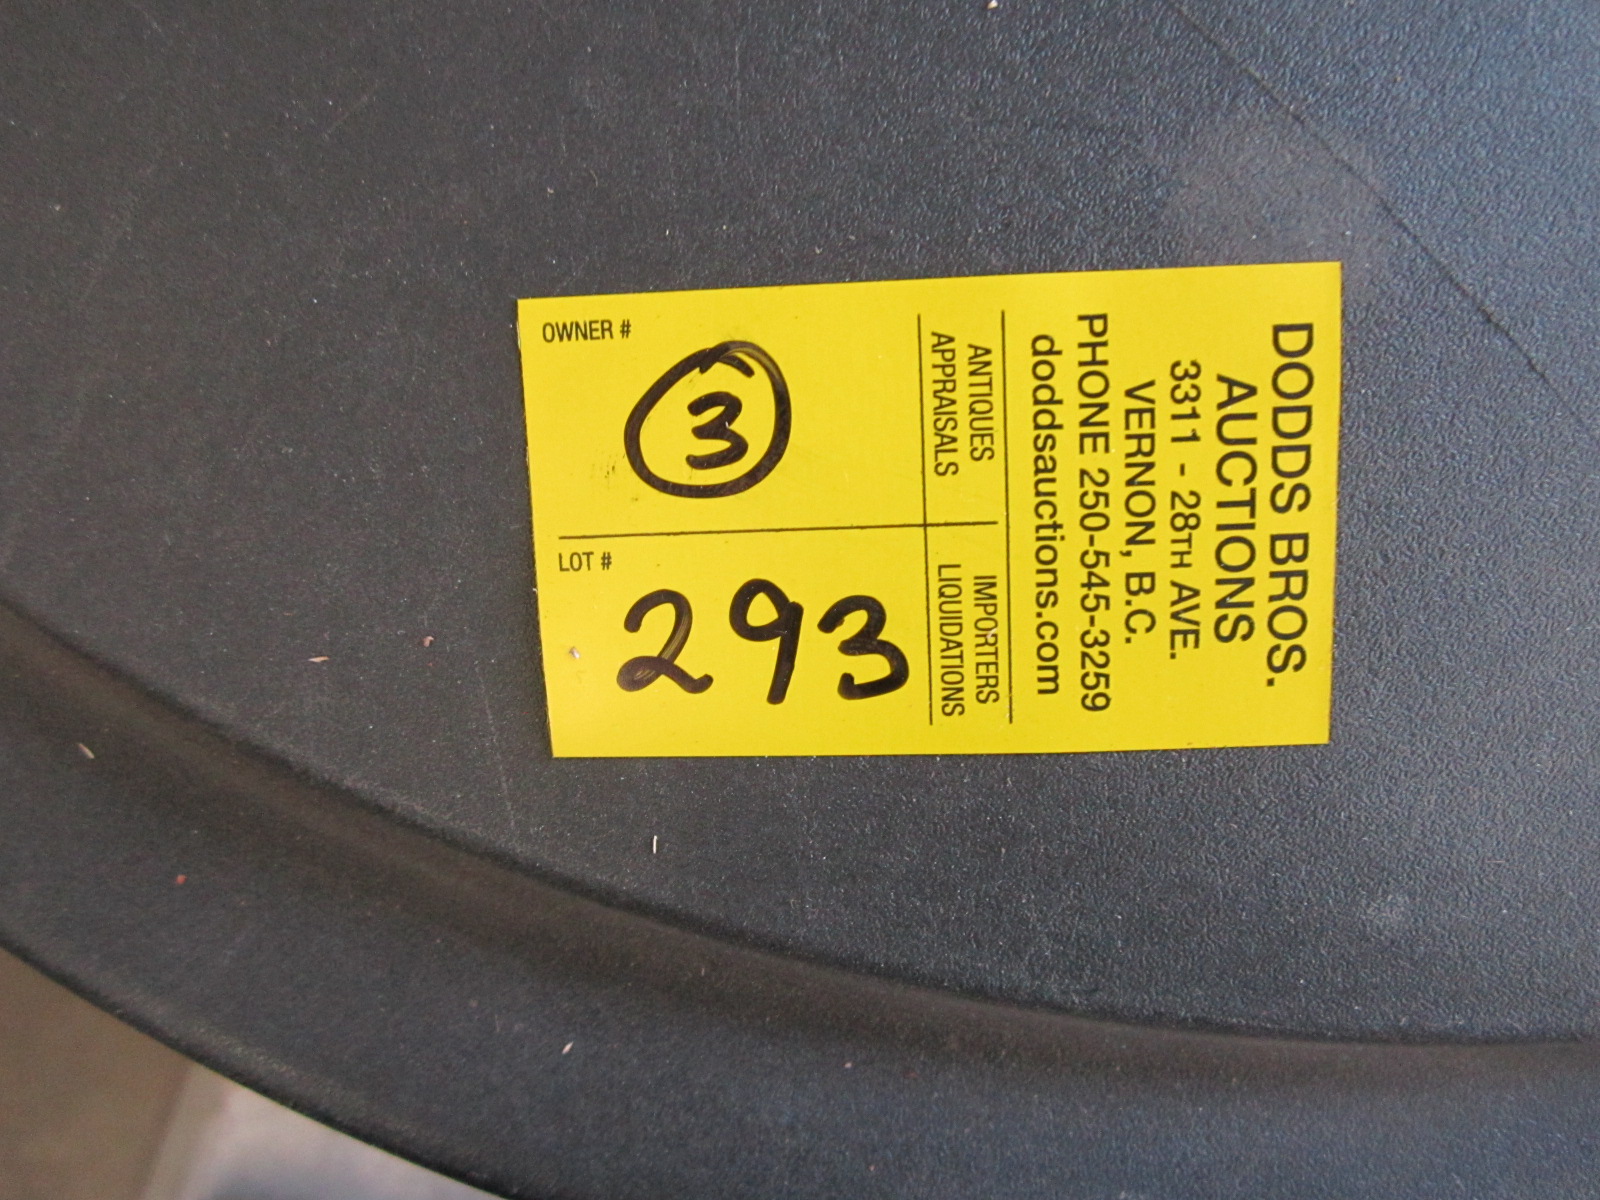 DODDS BROS.
AUCTIONS
3311 - 28TH AVE.
VERNON, B.C.
PHONE 250-545-3259
doddsauctions.com
ANTIQUES
APPRAISALS
IMPORTERS
LIQUIDATIONS
OWNER #
3
LOT #
293